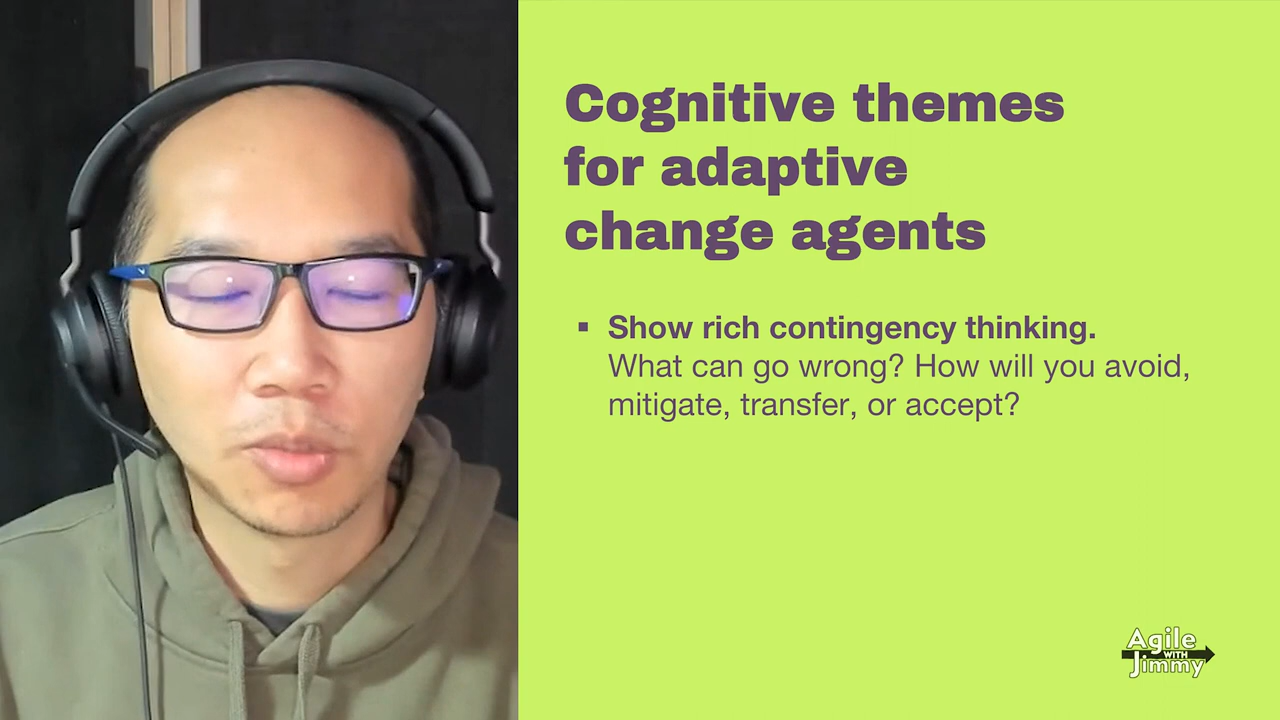 Cognitive themes
for adaptive
change agents
▪ Show rich contingency thinking.
What can go wrong? How will you avoid,
mitigate, transfer, or accept?
Agile
WITH
Jimmy